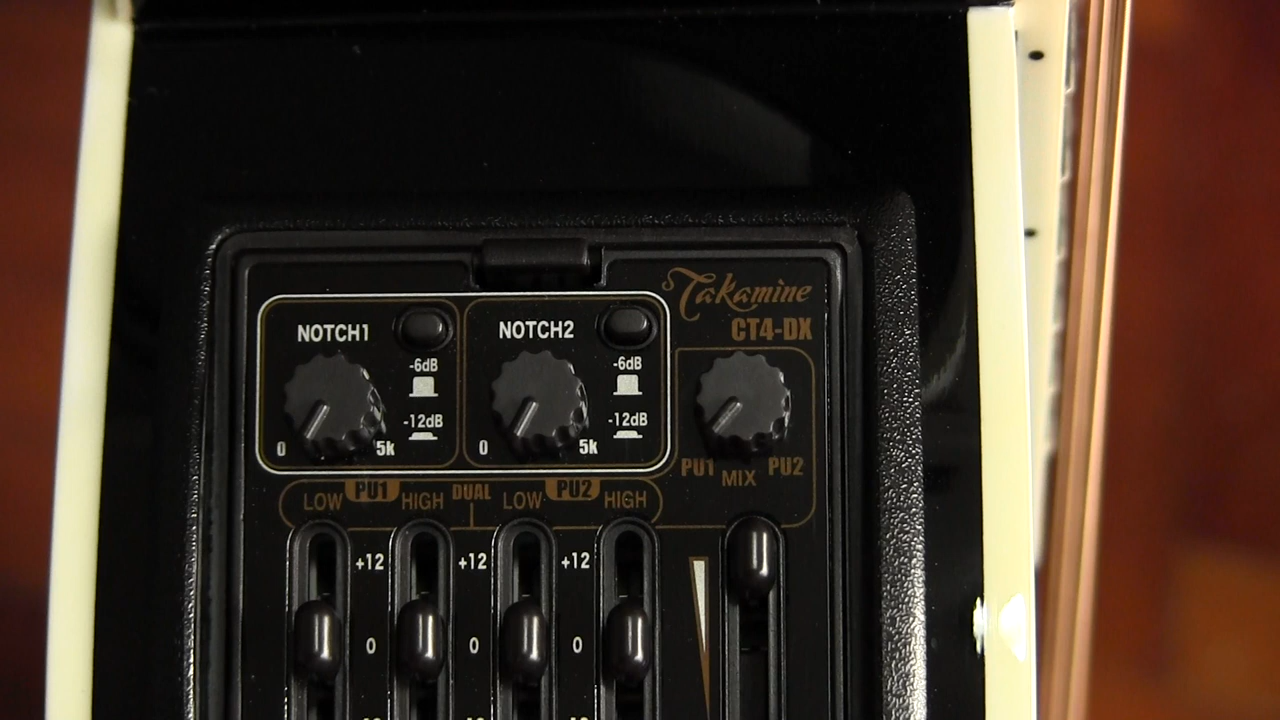 Takamine
CT4-DX
NOTCH1
-6dB
-12dB
0
5k
NOTCH2
-6dB
-12dB
0
5k
PU1
MIX
PU2
LOW PU1 HIGH DUAL LOW PU2 HIGH
+12 +12 +12
0 0 0